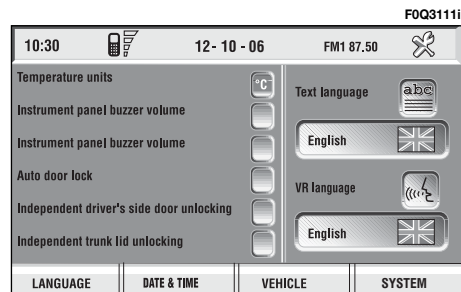 F0Q3111i
10:30 12- 10 - 06 FM1 87.50
Temperature units °C
Instrument panel buzzer volume
Instrument panel buzzer volume
Auto door lock
Independent driver's side door unlocking
Independent trunk lid unlocking
Text language abc
English
VR language
English
LANGUAGE DATE & TIME VEHICLE SYSTEM